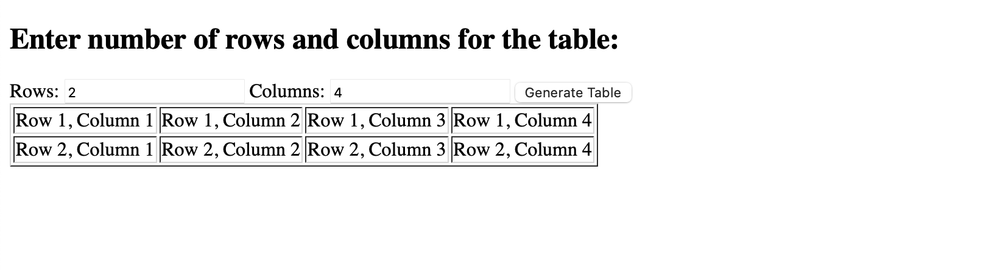 Enter number of rows and columns for the table:
Rows: 2 Columns: 4 Generate Table
Row 1, Column 1 Row 1, Column 2 Row 1, Column 3 Row 1, Column 4
Row 2, Column 1 Row 2, Column 2 Row 2, Column 3 Row 2, Column 4